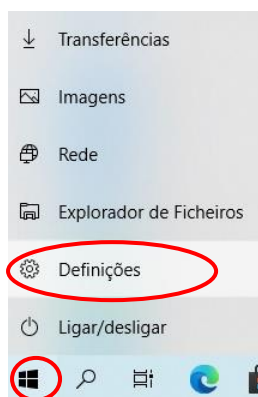 Transferências
Imagens
Rede
Explorador de Ficheiros
Definições
Ligar/desligar